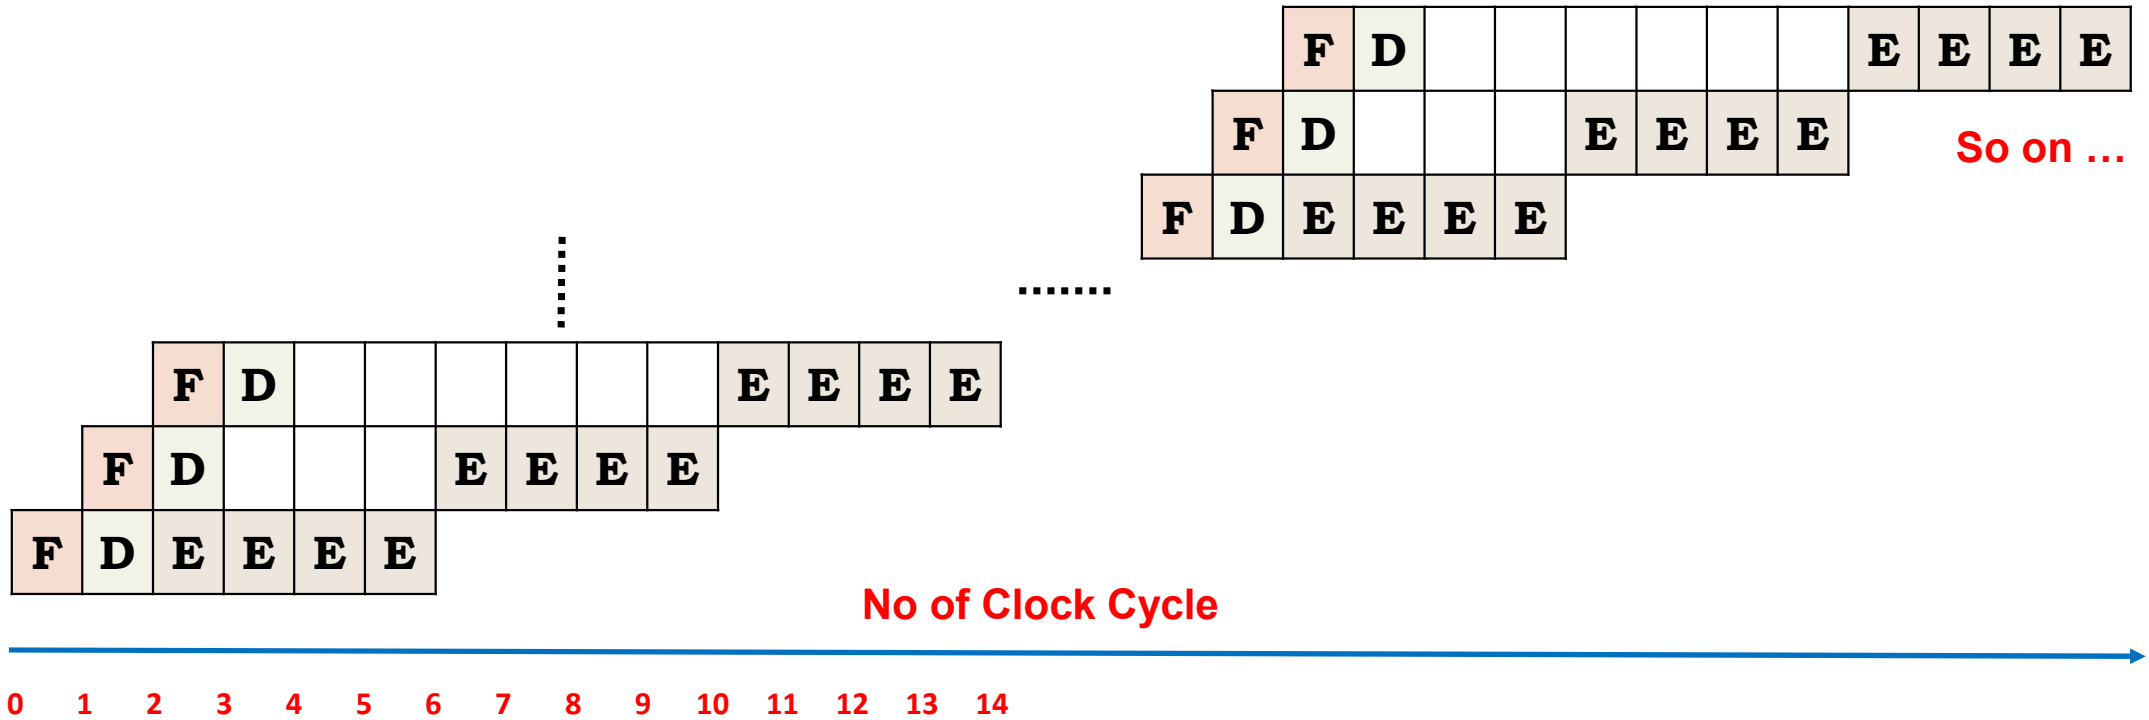 F D E E E E
F D E E E E
So on ...
F D E E E E
.......
F D E E E E
F D E E E E
F D E E E E
No of Clock Cycle
0 1 2 3 4 5 6 7 8 9 10 11 12 13 14